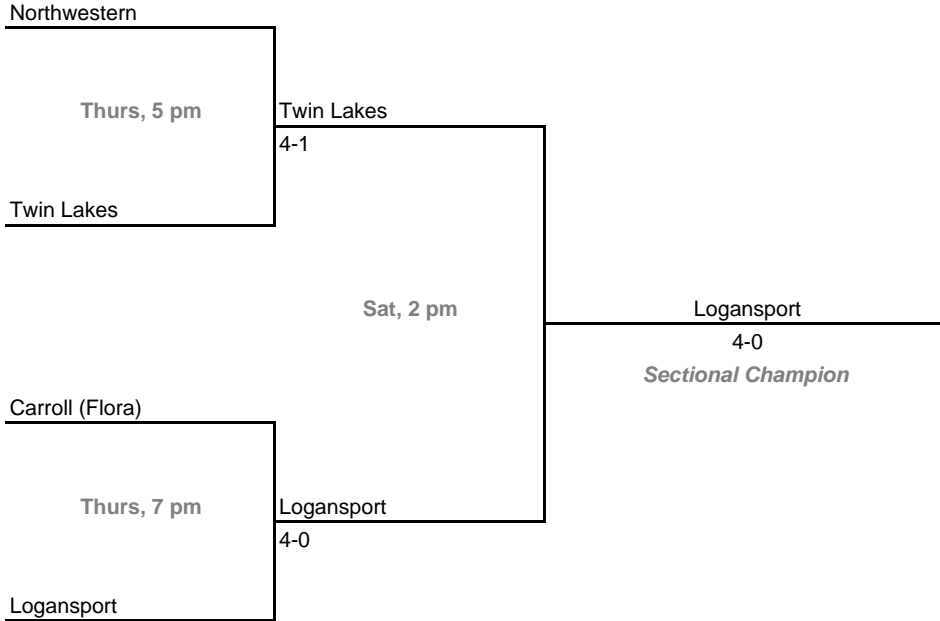 Northwestern
Thurs, 5 pm
Twin Lakes
4-1
Twin Lakes
Sat, 2 pm
Logansport
4-0
Sectional Champion
Carroll (Flora)
Thurs, 7 pm
Logansport
4-0
Logansport